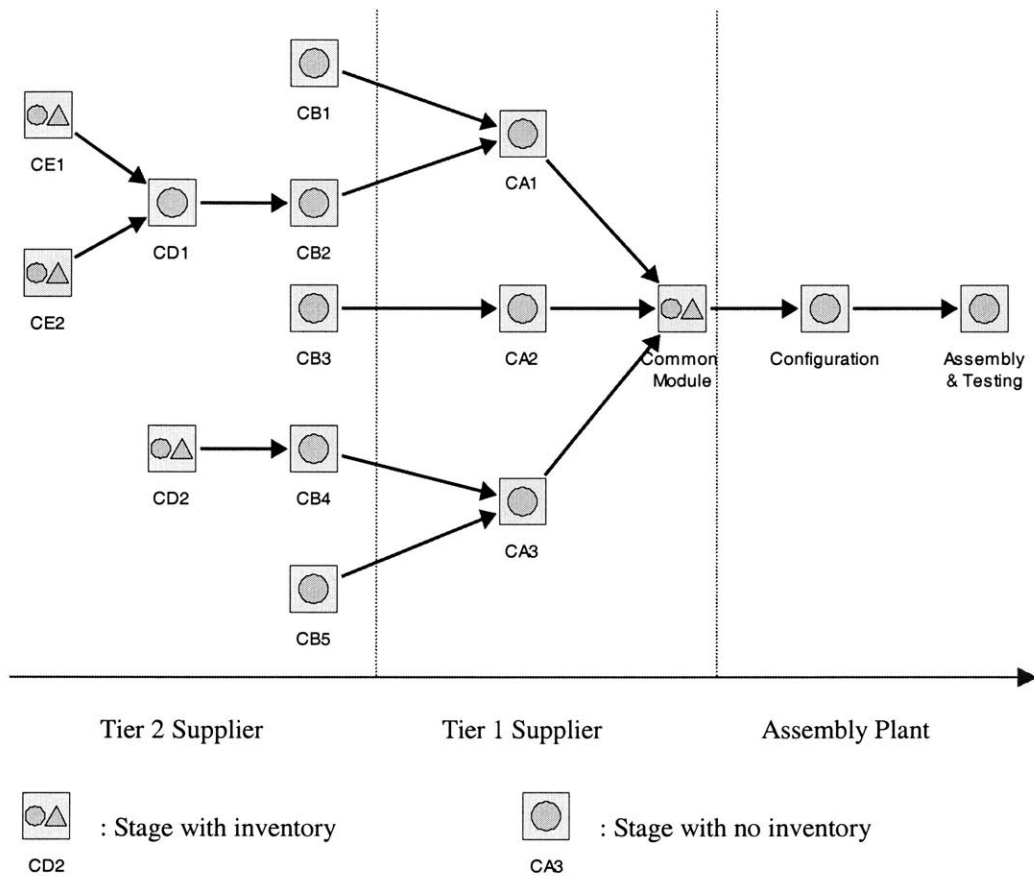 CB1
CE1
CA1
CD1
CB2
CE2
CB3
CA2
Common
Module
Configuration
Assembly
& Testing
CD2
CB4
CA3
CB5
Tier 2 Supplier
Tier 1 Supplier
Assembly Plant
: Stage with inventory
: Stage with no inventory
CD2
CA3